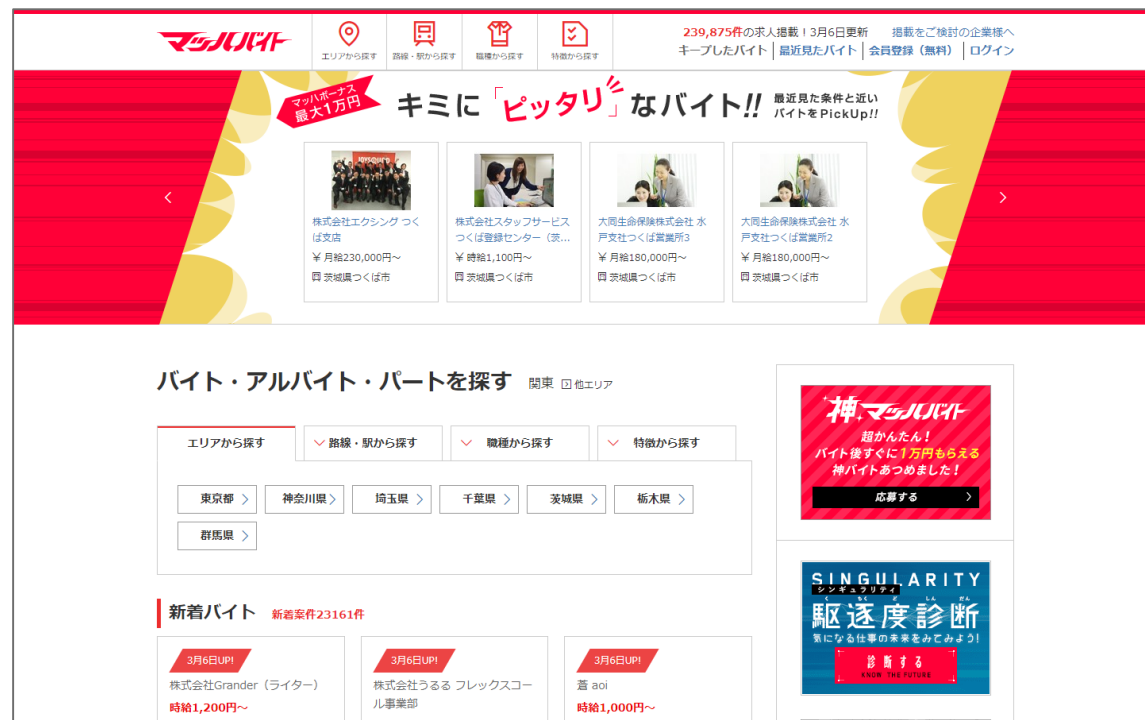 マッハバイト
エリアから探す
路線・駅から探す
職種から探す
特徴から探す
239,875件の求人掲載！3月6日更新
掲載をご検討の企業様へ
キープしたバイト
最近見たバイト
会員登録（無料）
ログイン
マッハボーナス
最大1万円
キミに「ピッタリ」なバイト!!
最近見た条件と近い
バイトをPickUp!!
株式会社エクシング つく
ば支店
¥ 月給230,000円～
茨城県つくば市
株式会社スタッフサービス
つくば登録センター（茨...
¥ 時給1,100円～
茨城県つくば市
大同生命保険株式会社 水
戸支社つくば営業所3
¥ 月給180,000円～
茨城県つくば市
大同生命保険株式会社 水
戸支社つくば営業所2
¥ 月給180,000円～
茨城県つくば市
バイト・アルバイト・パートを探す
関東
他エリア
エリアから探す
路線・駅から探す
職種から探す
特徴から探す
東京都
神奈川県
埼玉県
千葉県
茨城県
栃木県
群馬県
新着バイト
新着案件23161件
3月6日UP!
株式会社Grander（ライター）
時給1,200円～
3月6日UP!
株式会社うるる フレックスコー
ル事業部
3月6日UP!
蒼 aoi
時給1,000円～
神マッハバイト
超かんたん！
バイト後すぐに1万円もらえる
神バイトあつめました！
応募する
SINGULARITY
シンギュラリティ
く ちく ど しん だん
駆逐度診断
気になる仕事の未来をみてみよう!
診断する
KNOW THE FUTURE